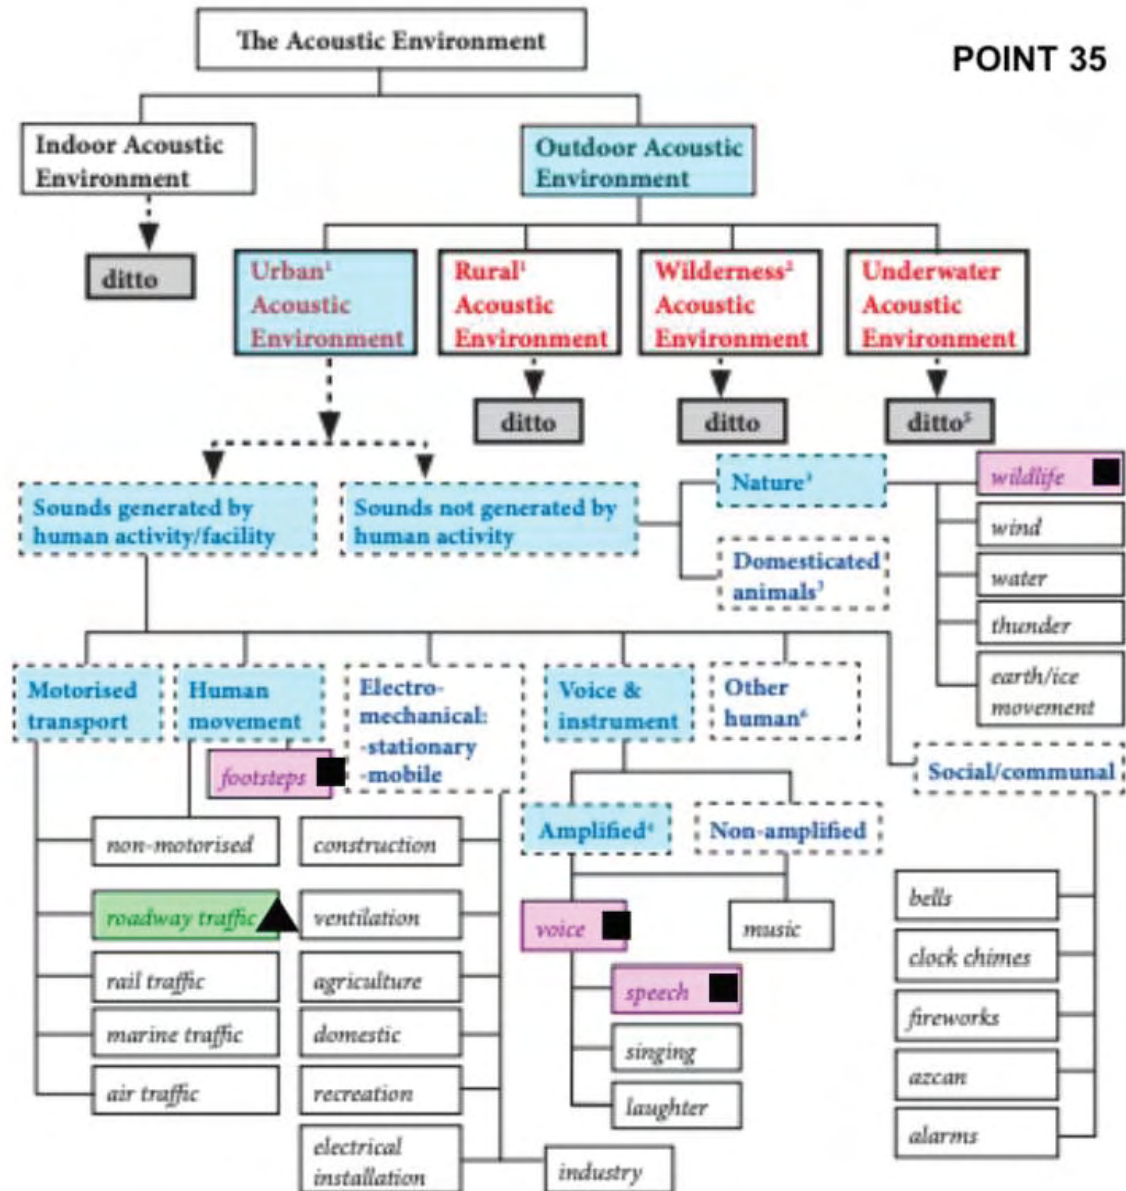 The Acoustic Environment
POINT 35
Indoor Acoustic
Environment
Outdoor Acoustic
Environment
ditto
Urban¹
Acoustic
Environment
Rural¹
Acoustic
Environment
Wilderness²
Acoustic
Environment
Underwater
Acoustic
Environment
ditto
ditto
ditto⁵
Sounds generated by
human activity/facility
Sounds not generated by
human activity
Nature³
Domesticated
animals³
wildlife
wind
water
thunder
earth/ice
movement
Motorised
transport
Human
movement
Electro-
mechanical:
-stationary
-mobile
Voice &
instrument
Other
human⁶
Social/communal
footsteps
non-motorised
roadway traffic
rail traffic
marine traffic
air traffic
construction
ventilation
agriculture
domestic
recreation
electrical
installation
industry
Amplified⁴
Non-amplified
voice
music
speech
singing
laughter
bells
clock chimes
fireworks
azcan
alarms